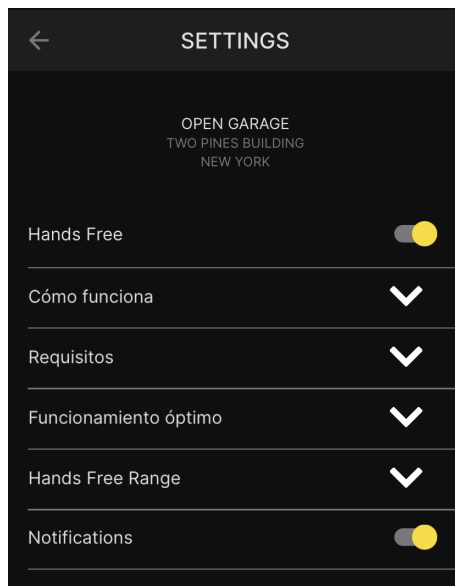 SETTINGS
OPEN GARAGE
TWO PINES BUILDING
NEW YORK
Hands Free
Cómo funciona
Requisitos
Funcionamiento óptimo
Hands Free Range
Notifications